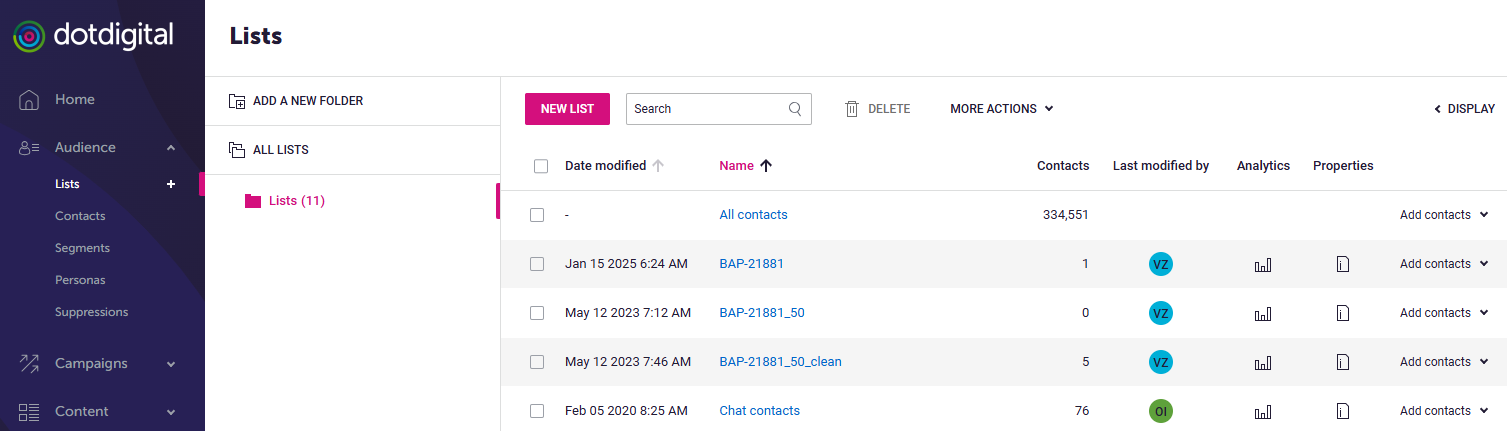 dotdigital
Home
Audience
Lists +
Contacts
Segments
Personas
Suppressions
Campaigns
Content
Lists
ADD A NEW FOLDER
ALL LISTS
Lists (11)
NEW LIST Search DELETE MORE ACTIONS DISPLAY
Date modified Name Contacts Last modified by Analytics Properties
- All contacts 334,551 Add contacts
Jan 15 2025 6:24 AM BAP-21881 1 VZ Add contacts
May 12 2023 7:12 AM BAP-21881_50 0 VZ Add contacts
May 12 2023 7:46 AM BAP-21881_50_clean 5 VZ Add contacts
Feb 05 2020 8:25 AM Chat contacts 76 OI Add contacts